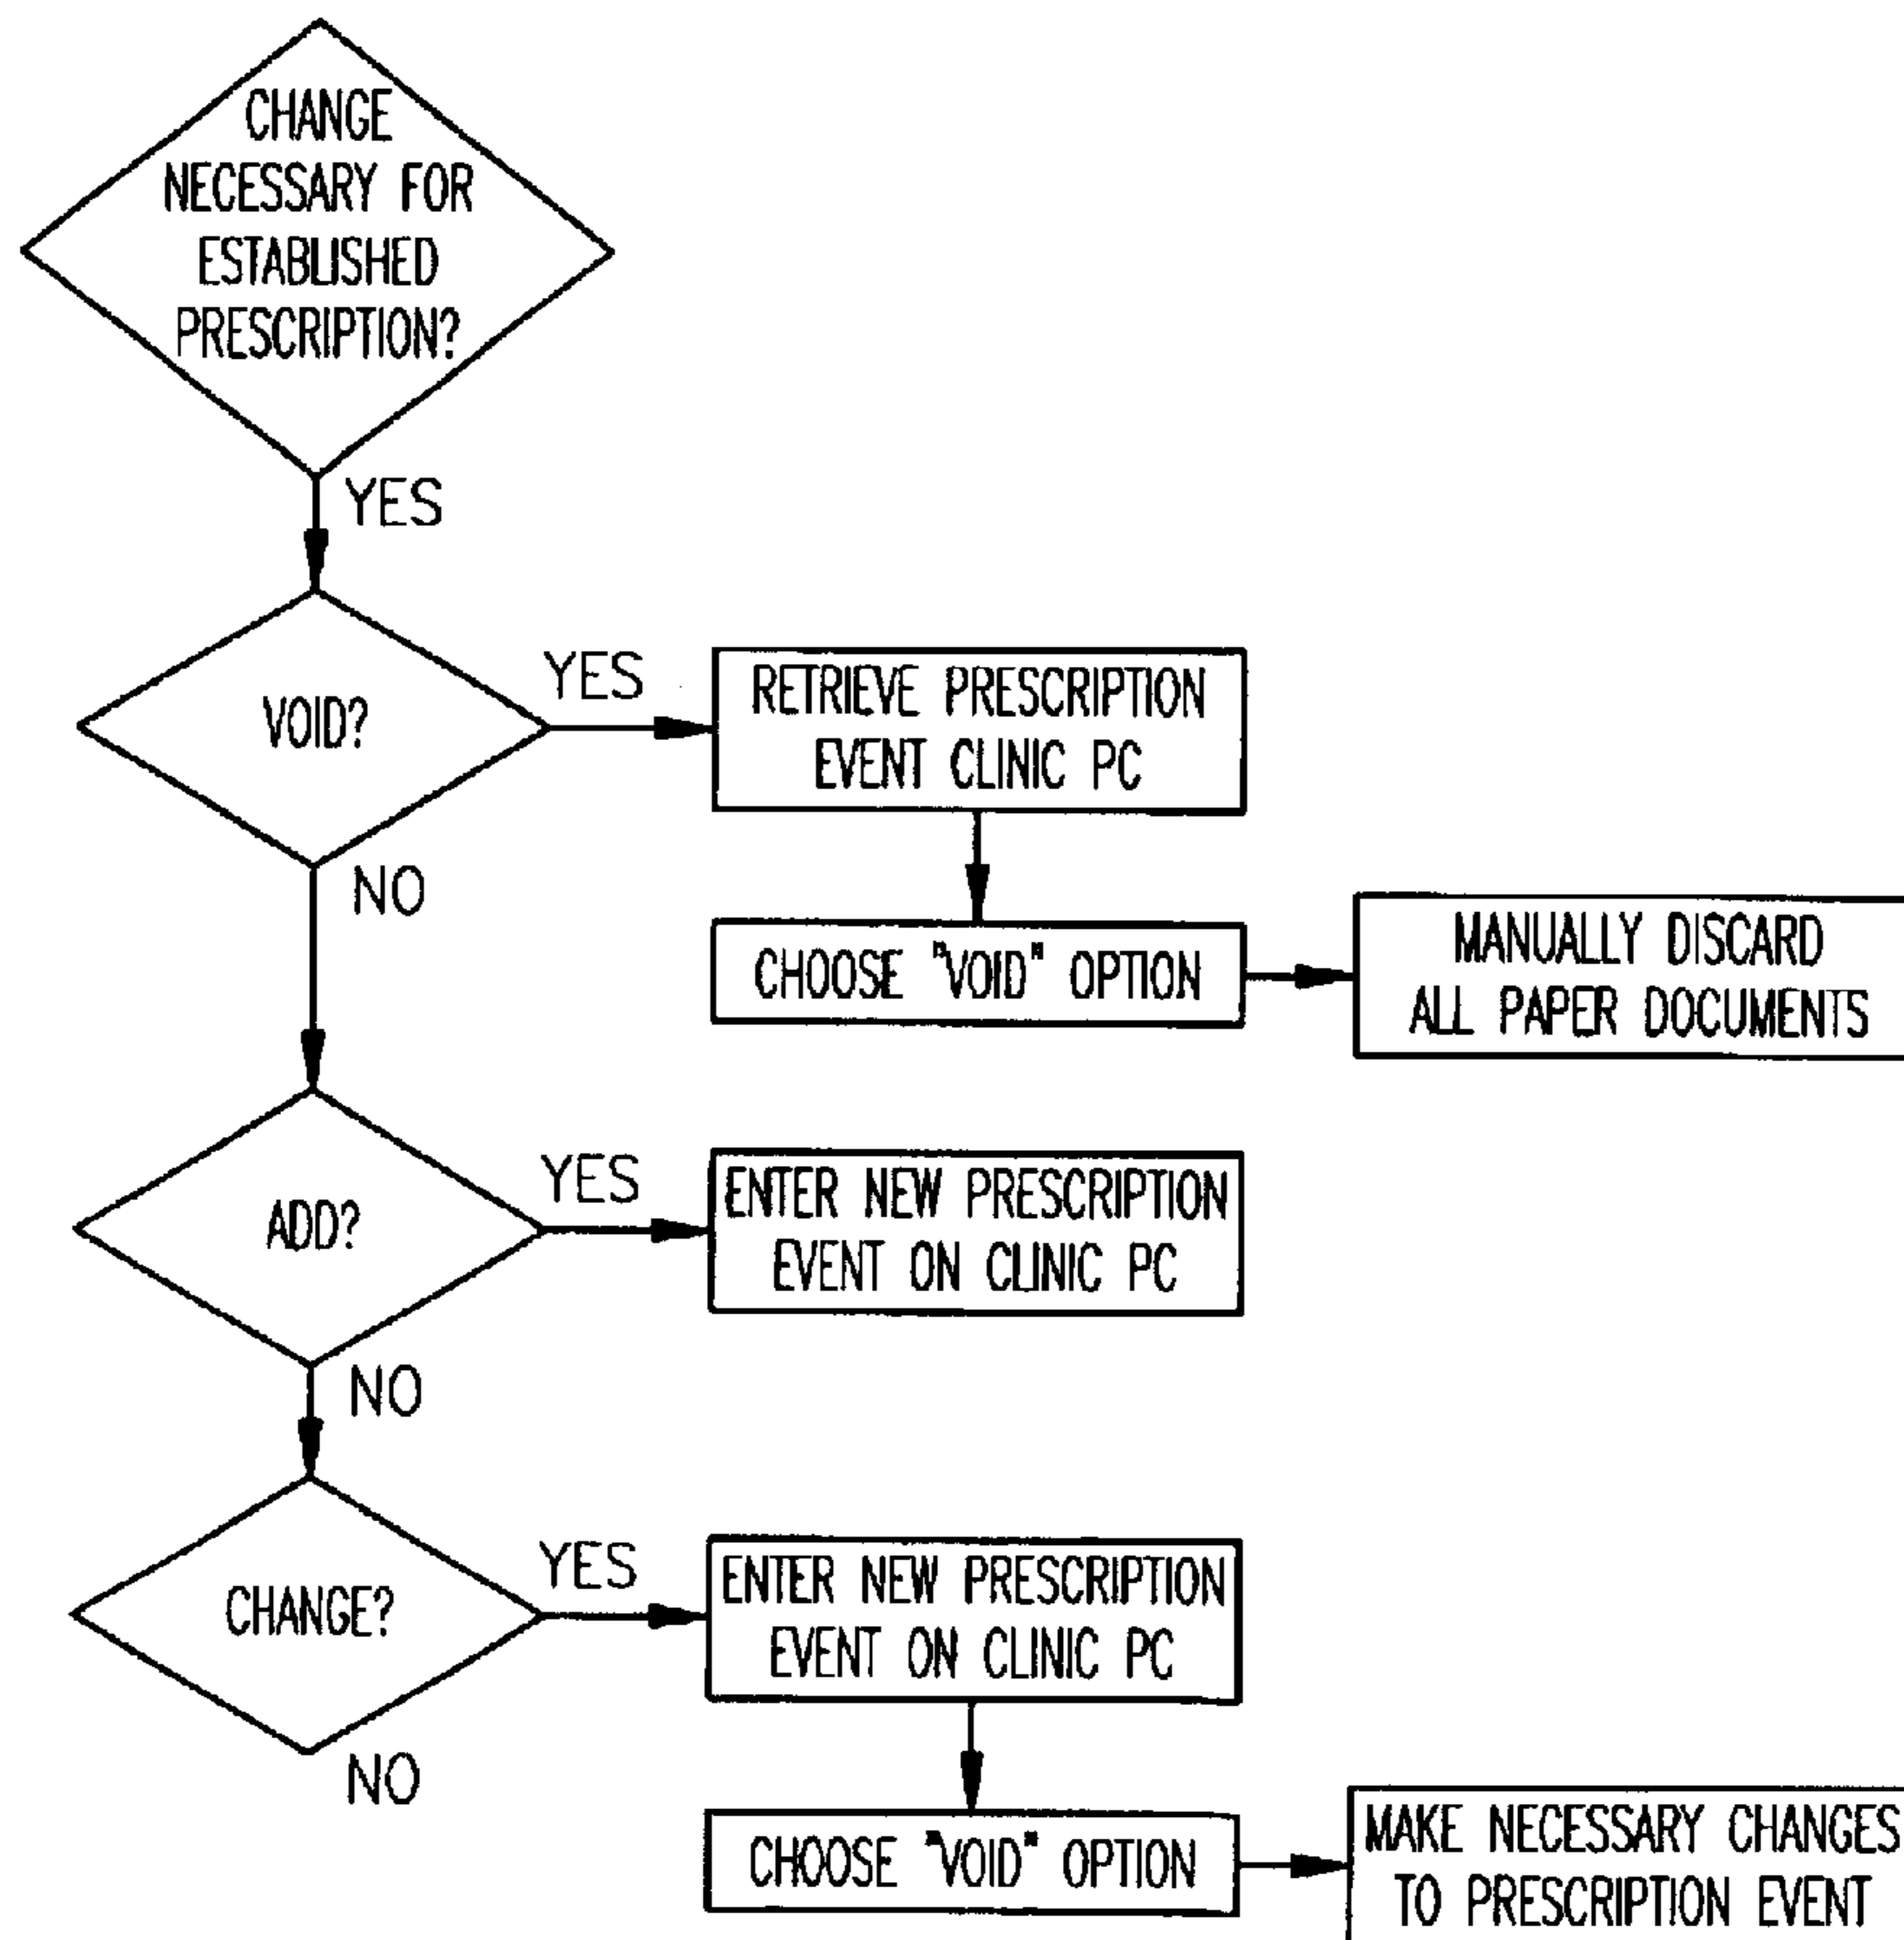 CHANGE
NECESSARY FOR
ESTABLISHED
PRESCRIPTION?
YES
VOID?
YES
RETRIEVE PRESCRIPTION
EVENT CLINIC PC
NO
CHOOSE "VOID" OPTION
MANUALLY DISCARD
ALL PAPER DOCUMENTS
ADD?
YES
ENTER NEW PRESCRIPTION
EVENT ON CLINIC PC
NO
CHANGE?
YES
ENTER NEW PRESCRIPTION
EVENT ON CLINIC PC
NO
CHOOSE "VOID" OPTION
MAKE NECESSARY CHANGES
TO PRESCRIPTION EVENT